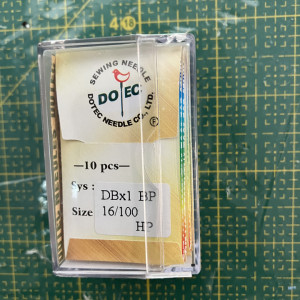 SEWING NEEDLE
DOTEC
DOTEC NEEDLE CO., LTD.
—10 pcs—
Sys : DBx1 BP
Size 16/100
HP